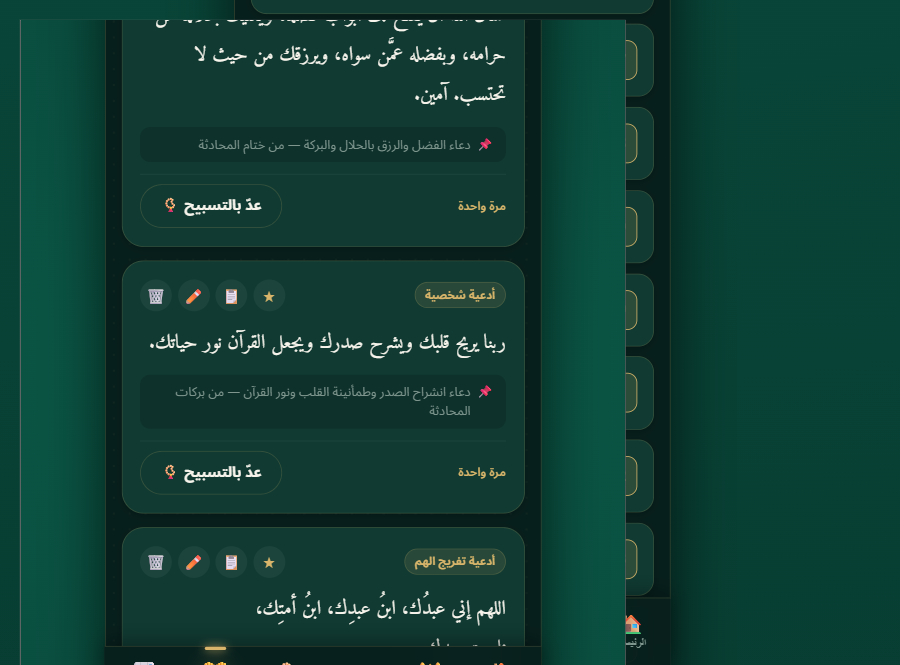 حرامه، وبفضله عمَّن سواه، ويرزقك من حيث لا
تحتسب. آمين.
دعاء الفضل والرزق بالحلال والبركة — من ختام المحادثة
مرة واحدة
عدّ بالتسبيح
أدعية شخصية
ربنا يريح قلبك ويشرح صدرك ويجعل القرآن نور حياتك.
دعاء انشراح الصدر وطمأنينة القلب ونور القرآن — من بركات
المحادثة
مرة واحدة
عدّ بالتسبيح
أدعية تفريج الهم
اللهم إني عبدُك، ابنُ عبدِك، ابنُ أمتِك،